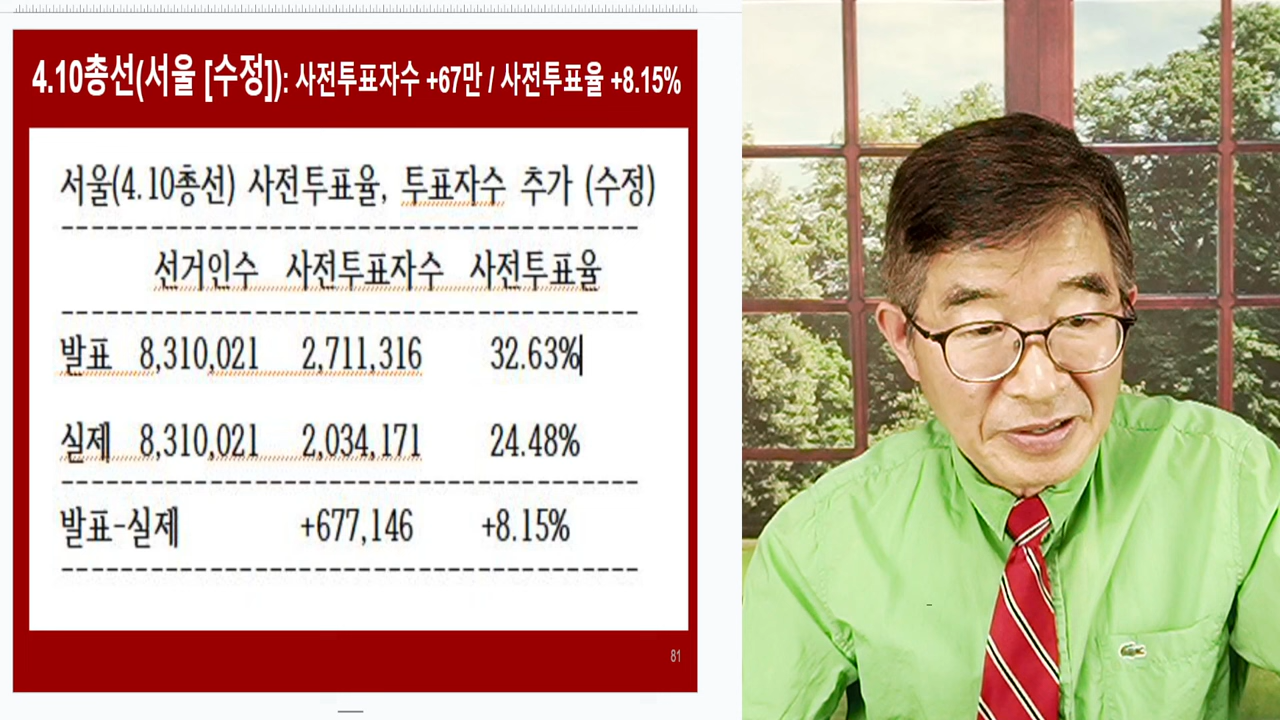 4.10총선(서울 [수정]): 사전투표자수 +67만 / 사전투표율 +8.15%
서울(4.10총선) 사전투표율, 투표자수 추가 (수정)
선거인수 사전투표자수 사전투표율
발표 8,310,021 2,711,316 32.63%
실제 8,310,021 2,034,171 24.48%
발표-실제 +677,146 +8.15%
81